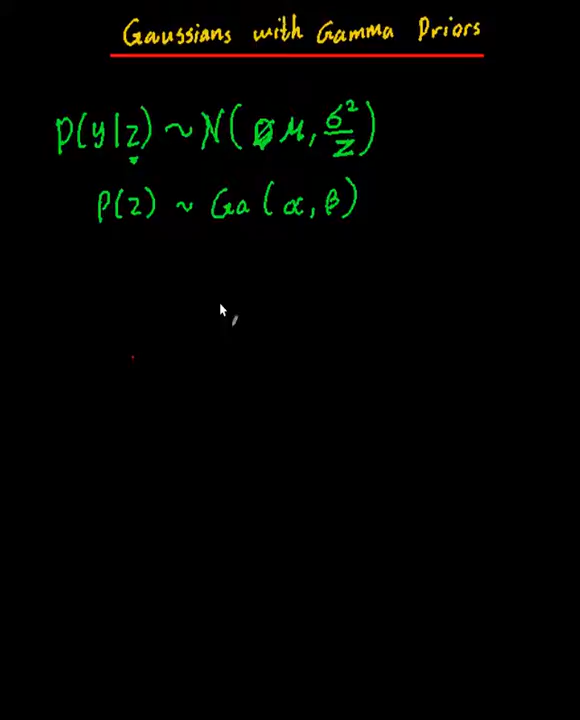 Gaussians with Gamma Priors
P(y|z) ~ N(μ, σ²/z)
P(z) ~ Ga(α, β)